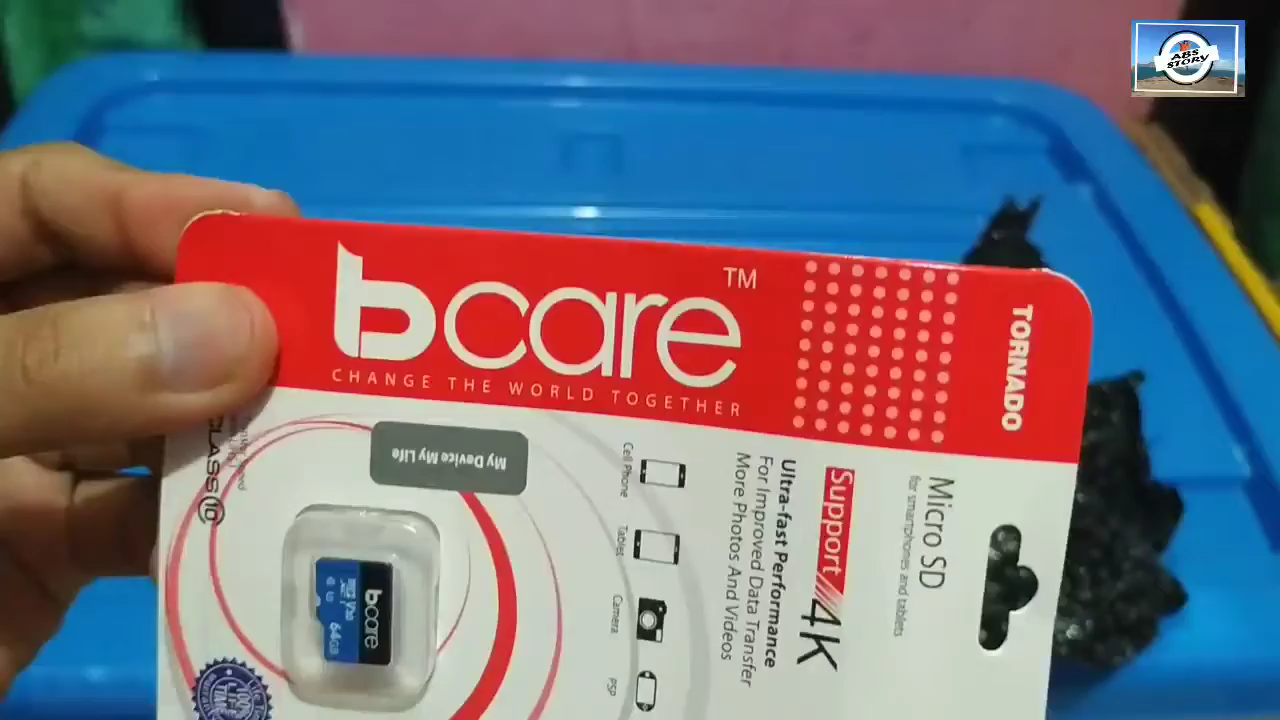 ABS
STORY
bcare
TM
CHANGE THE WORLD TOGETHER
TORNADO
Micro SD
for smartphones and tablets
Support 4K
Ultra-fast Performance
For Improved Data Transfer
More Photos And Videos
Cell Phone
Tablet
Camera
PSP
My Device My Life
CLASS 10
bcare
V30
64GB